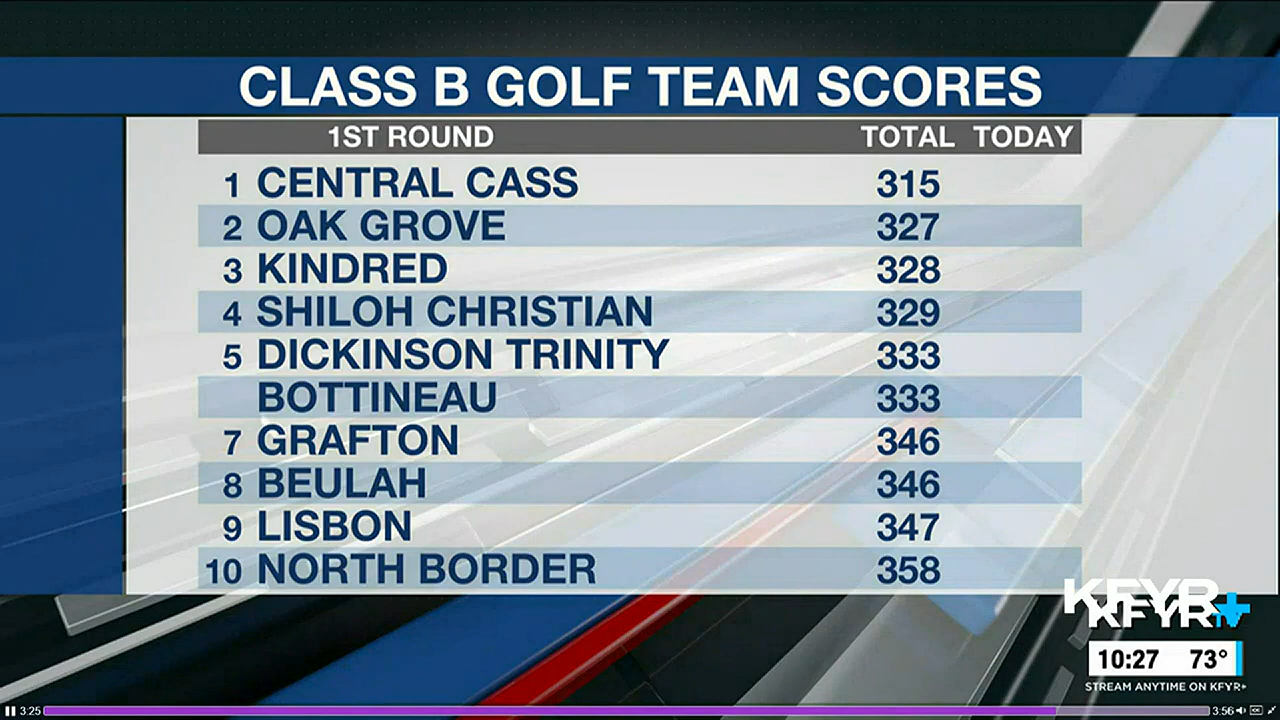 CLASS B GOLF TEAM SCORES
1ST ROUND TOTAL TODAY
1 CENTRAL CASS 315
2 OAK GROVE 327
3 KINDRED 328
4 SHILOH CHRISTIAN 329
5 DICKINSON TRINITY 333
BOTTINEAU 333
7 GRAFTON 346
8 BEULAH 346
9 LISBON 347
10 NORTH BORDER 358
KFYR
KFYR+
10:27 73°
STREAM ANYTIME ON KFYR+
3:25 3:56 CC